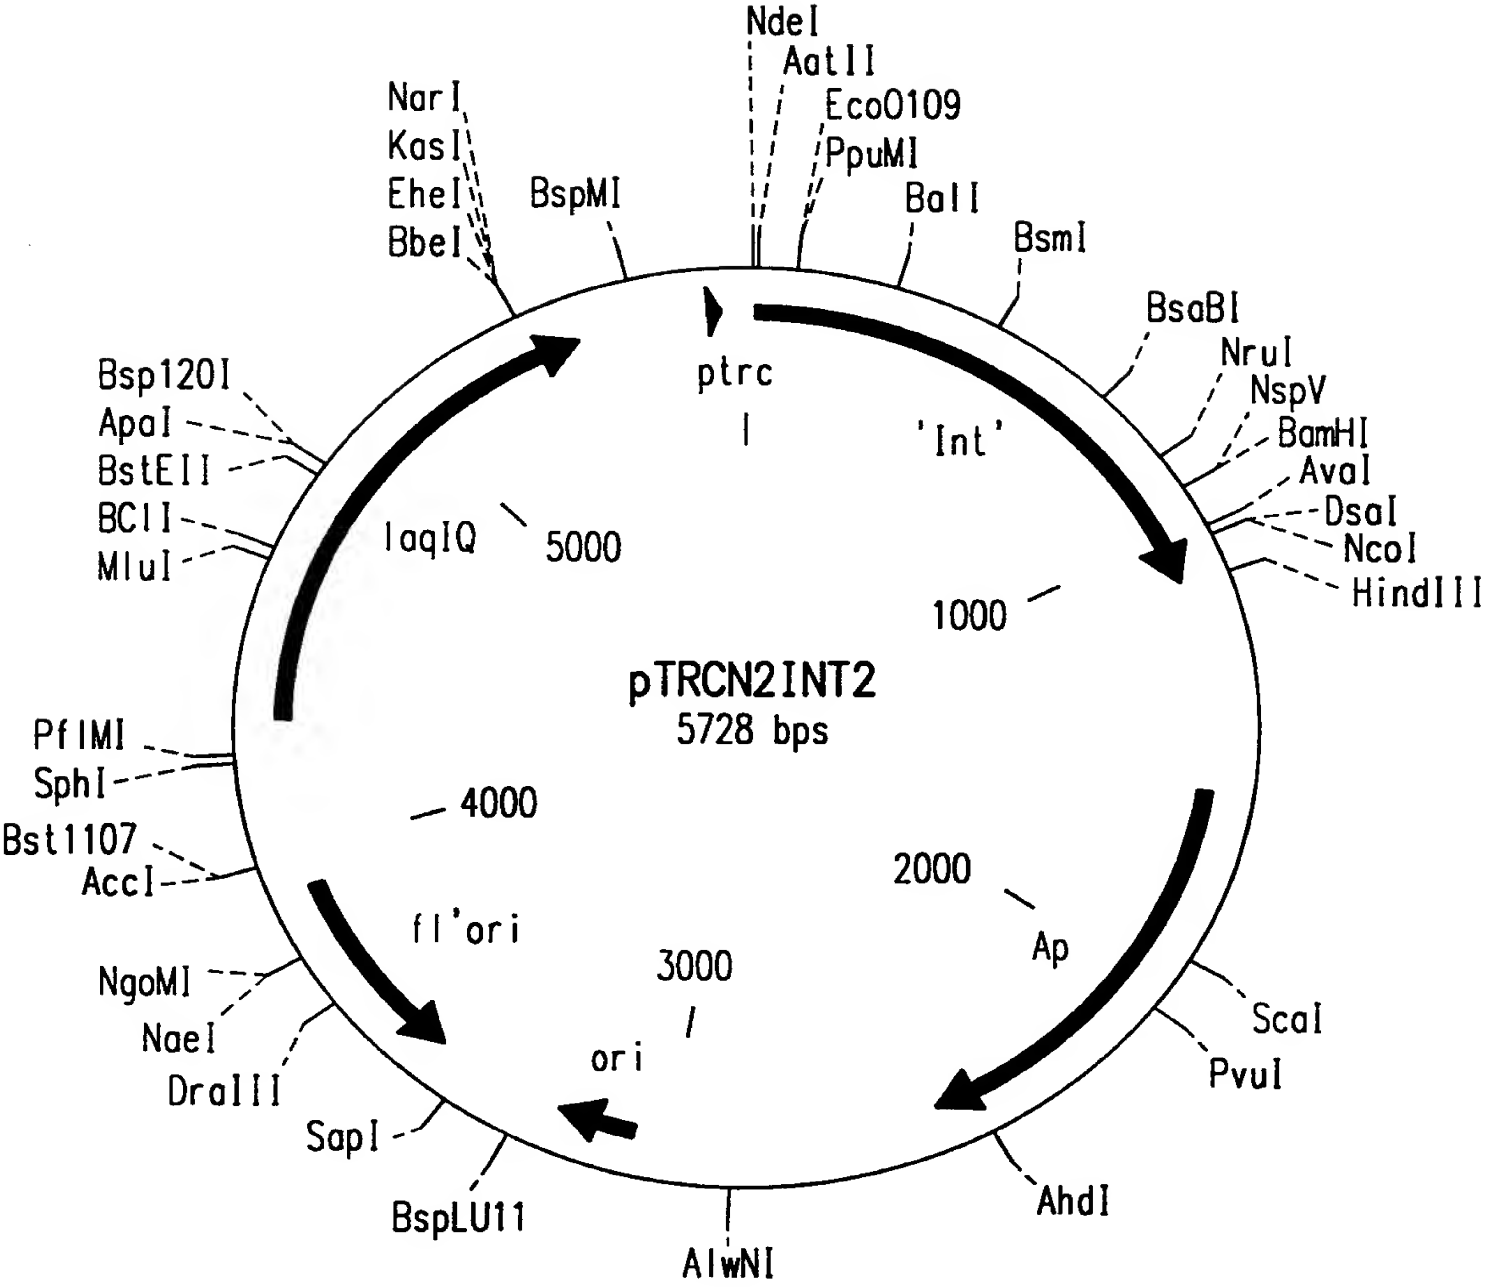 NdeI
AatII
EcoO109
PpuMI
BalI
BsmI
BsaBI
NruI
NspV
BamHI
AvaI
DsaI
NcoI
HindIII
ScaI
PvuI
AhdI
AlwNI
BspLU11
SapI
DraIII
NaeI
NgoMI
AccI
Bst1107
SphI
PflMI
MluI
BClI
BstEII
ApaI
Bsp120I
BbeI
EheI
KasI
NarI
BspMI
ptrc
'Int'
laqIQ
5000
1000
pTRCN2INT2
5728 bps
4000
2000
3000
f1'ori
Ap
ori